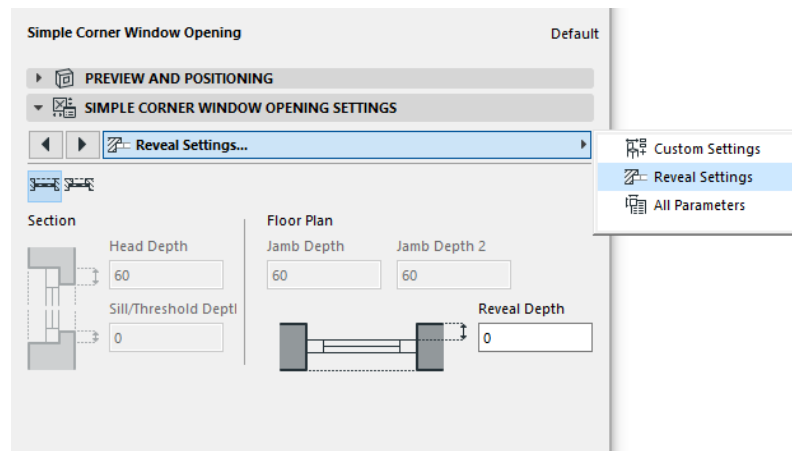 Simple Corner Window Opening Default
PREVIEW AND POSITIONING
SIMPLE CORNER WINDOW OPENING SETTINGS
Reveal Settings...
Custom Settings
Reveal Settings
All Parameters
Section
Head Depth
60
Sill/Threshold Deptl
0
Floor Plan
Jamb Depth Jamb Depth 2
60 60
Reveal Depth
0